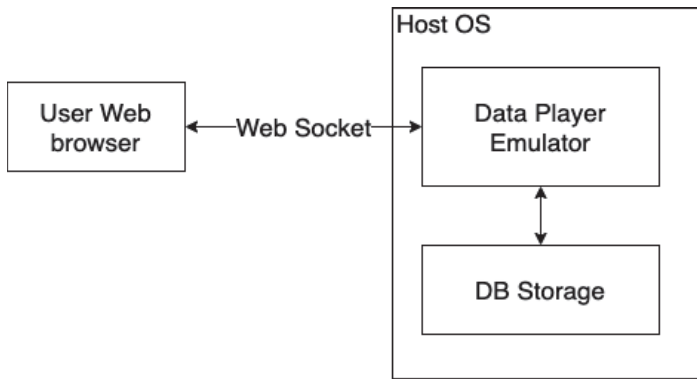 Host OS
User Web
browser
Web Socket
Data Player
Emulator
DB Storage